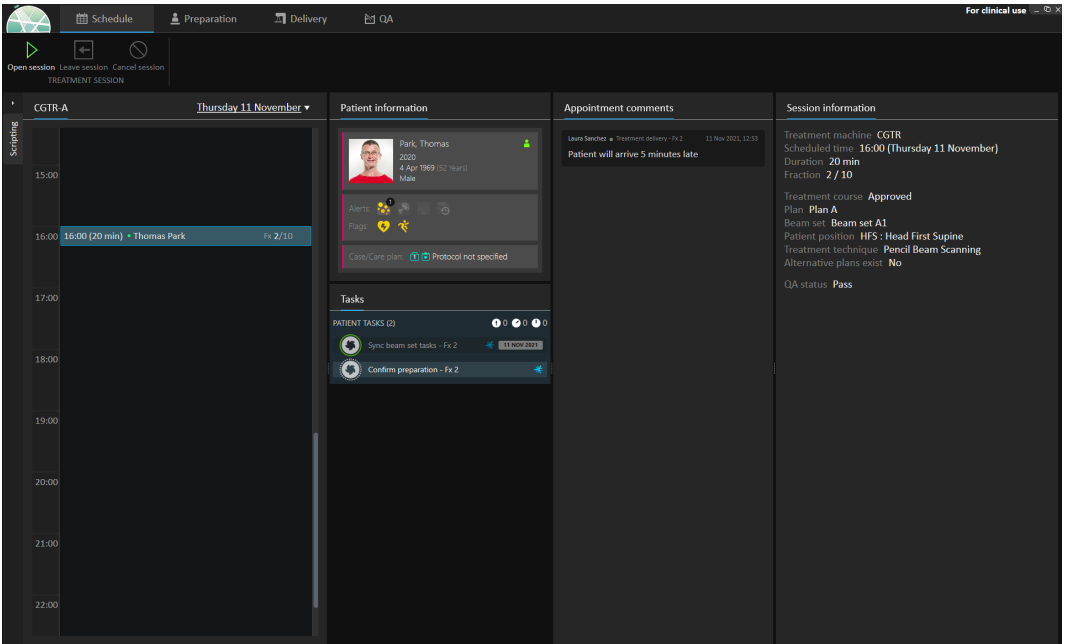 Schedule
Preparation
Delivery
QA
For clinical use
Open session
Leave session
Cancel session
TREATMENT SESSION
Scripting
CGTR-A
Thursday 11 November
15:00
16:00
16:00 (20 min) • Thomas Park
Fx 2/10
17:00
18:00
19:00
20:00
21:00
22:00
Patient information
Park, Thomas
2020
4 Apr 1969 (52 Years)
Male
Alerts:
1
Flags:
Case/Care plan:
1
Protocol not specified
Tasks
PATIENT TASKS (2)
0
0
0
Sync beam set tasks - Fx 2
11 NOV 2021
Confirm preparation - Fx 2
Appointment comments
Laura Sanchez • Treatment delivery - Fx 2
11 Nov 2021, 12:53
Patient will arrive 5 minutes late
Session information
Treatment machine CGTR
Scheduled time 16:00 (Thursday 11 November)
Duration 20 min
Fraction 2 / 10
Treatment course Approved
Plan Plan A
Beam set Beam set A1
Patient position HFS : Head First Supine
Treatment technique Pencil Beam Scanning
Alternative plans exist No
QA status Pass